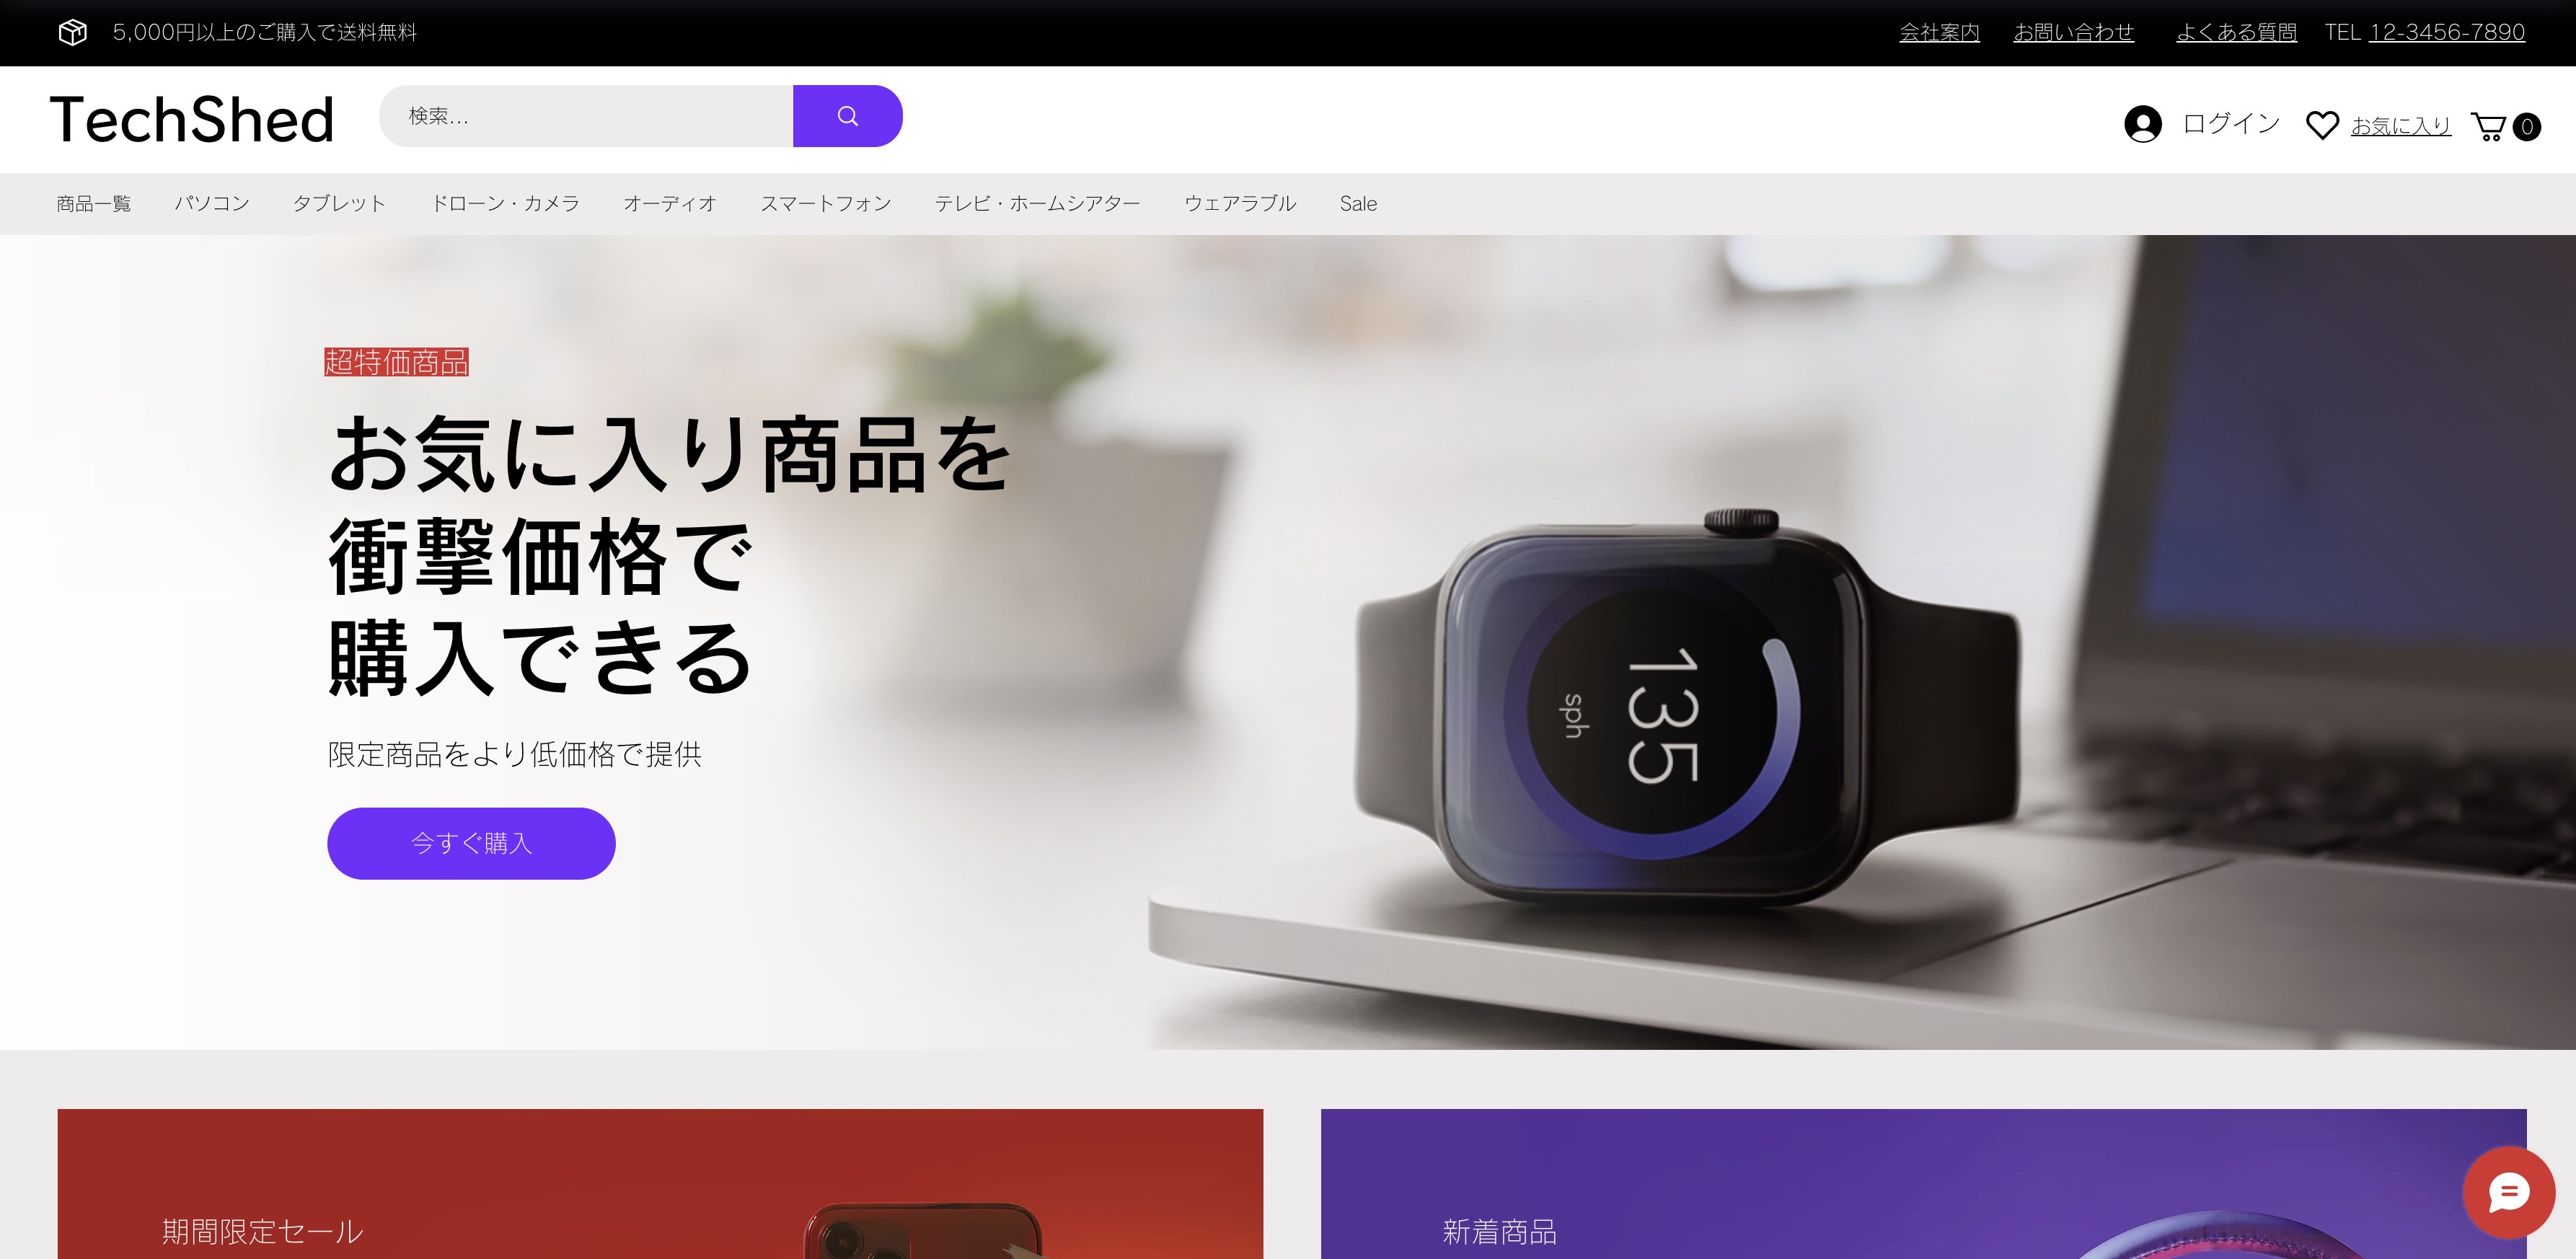 5,000円以上のご購入で送料無料
会社案内 お問い合わせ よくある質問 TEL 12-3456-7890
TechShed
検索...
ログイン
お気に入り
0
商品一覧 パソコン タブレット ドローン・カメラ オーディオ スマートフォン テレビ・ホームシアター ウェアラブル Sale
超特価商品
お気に入り商品を
衝撃価格で
購入できる
限定商品をより低価格で提供
今すぐ購入
135
sph
期間限定セール
新着商品